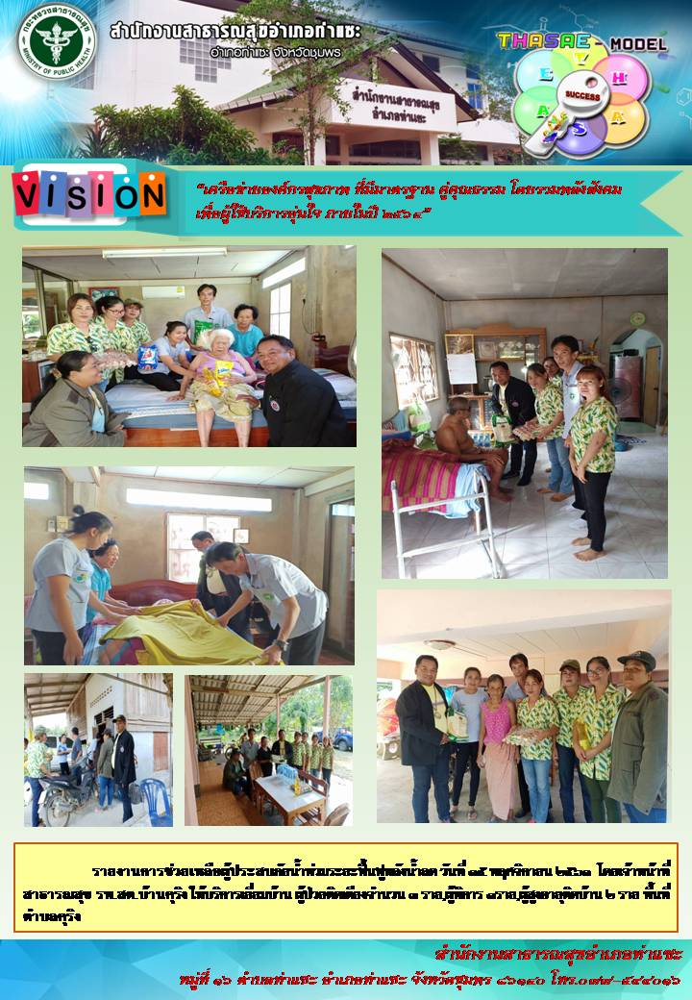 กระทรวงสาธารณสุข
MINISTRY OF PUBLIC HEALTH
สำนักงานสาธารณสุขอำเภอท่าแซะ
อำเภอท่าแซะ จังหวัดชุมพร
สำนักงานสาธารณสุข
อำเภอท่าแซะ
THASAE - MODEL
T
H
A
S
A
E
SUCCESS
VISION
“เครือข่ายองค์กรสุขภาพ ที่มีมาตรฐาน คู่คุณธรรม โดยรวมพลังสังคม
เพื่อผู้ใช้บริการอุ่นใจ ภายในปี ๒๕๖๔”
รายงานการช่วยเหลือผู้ประสบภัยน้ำท่วมระยะฟื้นฟูหลังน้ำลด วันที่ ๑๕ พฤศจิกายน ๒๕๖๑ โดยเจ้าหน้าที่
สาธารณสุข รพ.สต.บ้านคุริง ให้บริการเยี่ยมบ้าน ผู้ป่วยติดเตียงจำนวน ๑ ราย,ผู้พิการ ๑ราย,ผู้สูงอายุติดบ้าน ๒ ราย พื้นที่
ตำบลคุริง
สำนักงานสาธารณสุขอำเภอท่าแซะ
หมู่ที่ ๑๖ ตำบลท่าแซะ อำเภอท่าแซะ จังหวัดชุมพร ๘๖๑๔๐ โทร.๐๗๗-๕๙๙๐๑๖